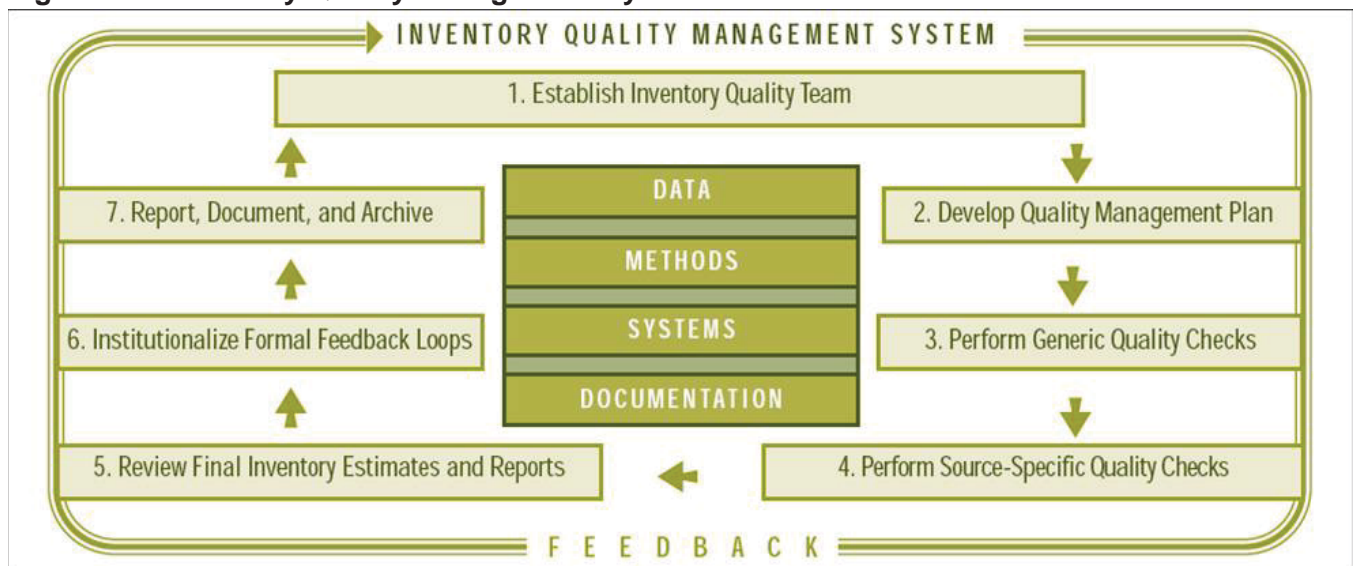 INVENTORY QUALITY MANAGEMENT SYSTEM
1. Establish Inventory Quality Team
7. Report, Document, and Archive
DATA
2. Develop Quality Management Plan
METHODS
6. Institutionalize Formal Feedback Loops
SYSTEMS
3. Perform Generic Quality Checks
DOCUMENTATION
5. Review Final Inventory Estimates and Reports
4. Perform Source-Specific Quality Checks
FEEDBACK